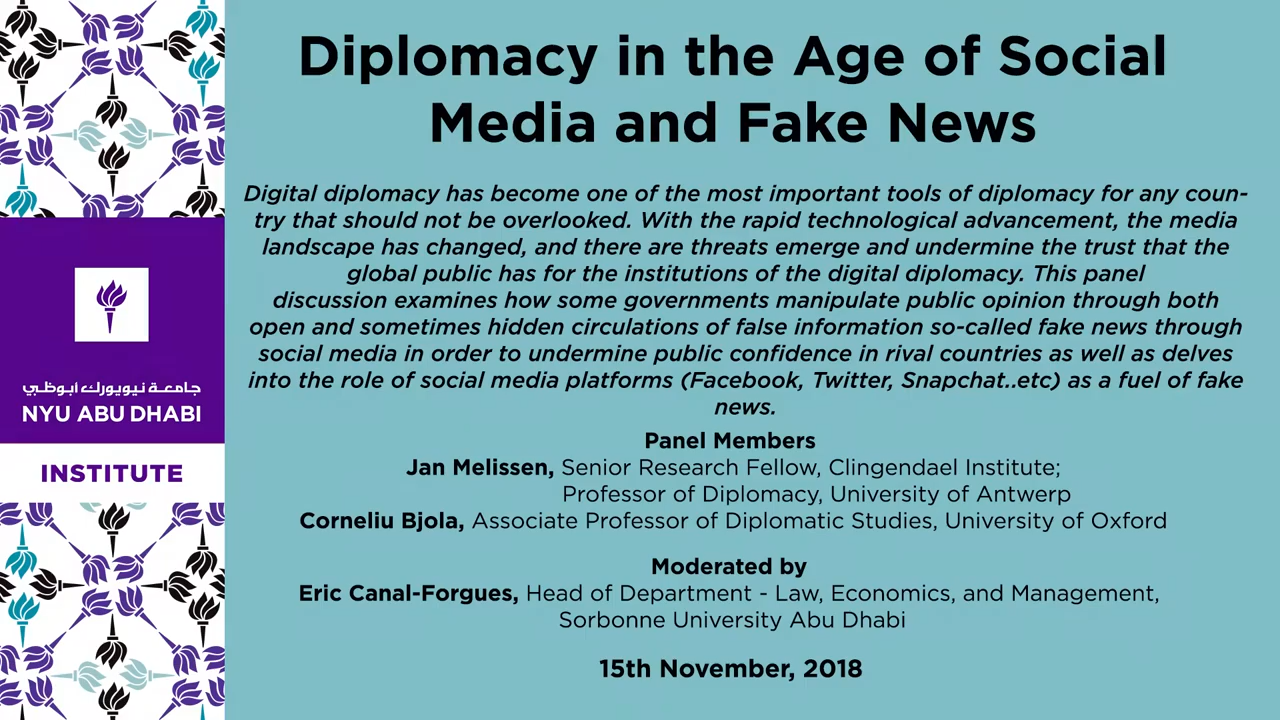 Diplomacy in the Age of Social
Media and Fake News
Digital diplomacy has become one of the most important tools of diplomacy for any coun-
try that should not be overlooked. With the rapid technological advancement, the media
landscape has changed, and there are threats emerge and undermine the trust that the
global public has for the institutions of the digital diplomacy. This panel
discussion examines how some governments manipulate public opinion through both
open and sometimes hidden circulations of false information so-called fake news through
social media in order to undermine public confidence in rival countries as well as delves
into the role of social media platforms (Facebook, Twitter, Snapchat..etc) as a fuel of fake
news.
Panel Members
Jan Melissen, Senior Research Fellow, Clingendael Institute;
Professor of Diplomacy, University of Antwerp
Corneliu Bjola, Associate Professor of Diplomatic Studies, University of Oxford
Moderated by
Eric Canal-Forgues, Head of Department - Law, Economics, and Management,
Sorbonne University Abu Dhabi
15th November, 2018
جامعة نيويورك أبوظبي
NYU ABU DHABI
INSTITUTE